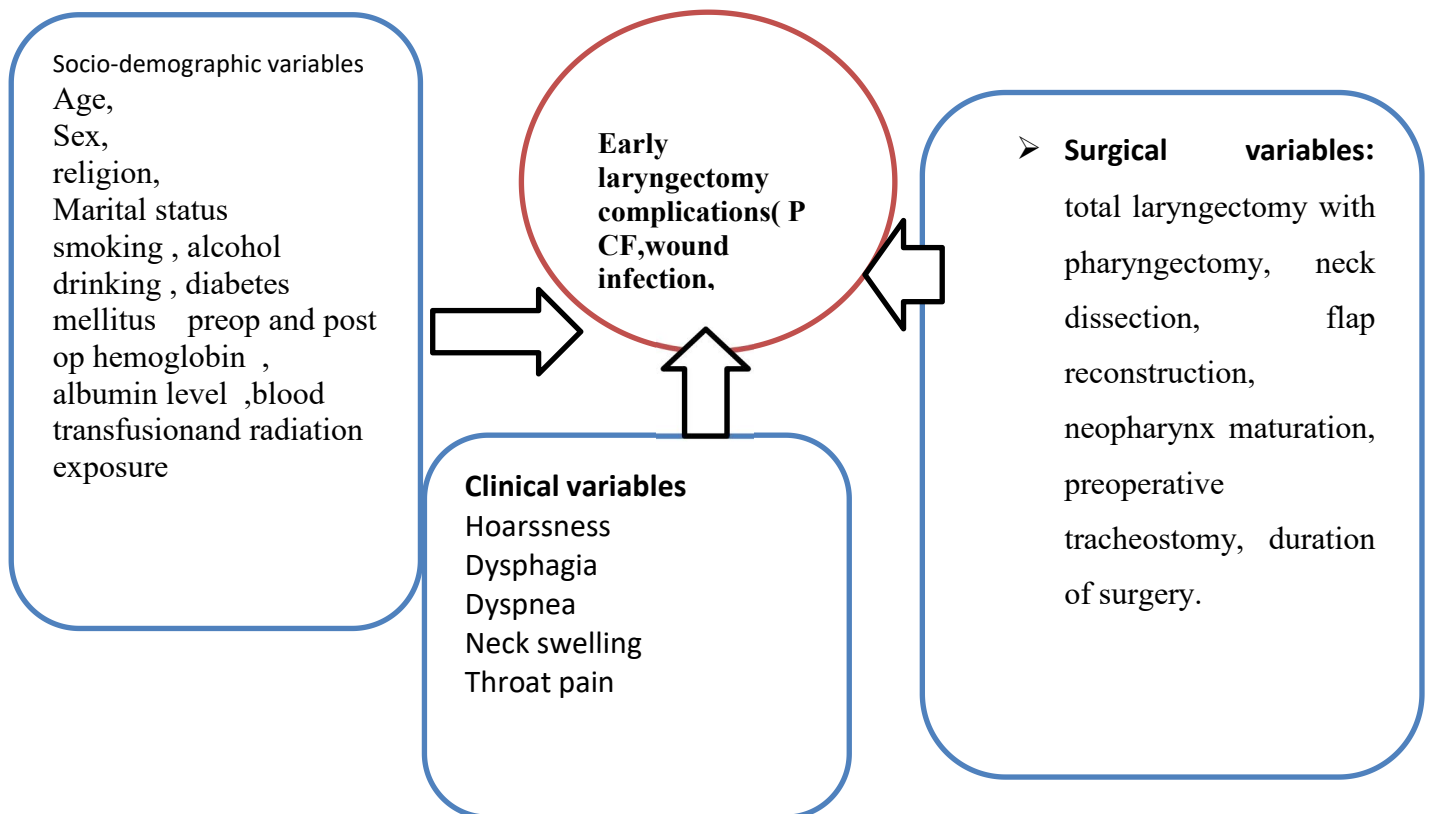 Socio-demographic variables
Age,
Sex,
religion,
Marital status
smoking , alcohol
drinking , diabetes
mellitus preop and post
op hemoglobin ,
albumin level ,blood
transfusionand radiation
exposure
Early
laryngectomy
complications( P
CF,wound
infection,
Clinical variables
Hoarssness
Dysphagia
Dyspnea
Neck swelling
Throat pain
➢ Surgical variables:
total laryngectomy with
pharyngectomy, neck
dissection, flap
reconstruction,
neopharynx maturation,
preoperative
tracheostomy, duration
of surgery.